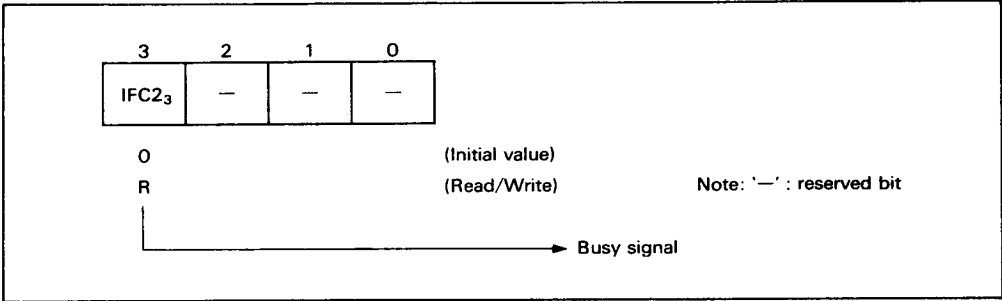 3 2 1 0
IFC2₃ — — —
0 (Initial value)
R (Read/Write) Note: '—' : reserved bit
Busy signal